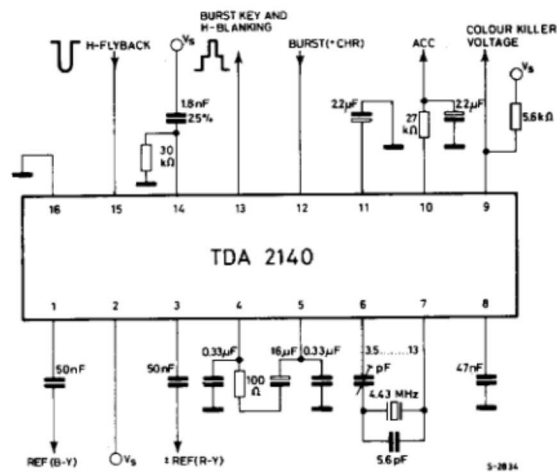 BURST KEY AND
H-BLANKING
COLOUR KILLER
VOLTAGE
H-FLYBACK
Vs
BURST(+CHR)
ACC
Vs
1.8nF
25%
2.2µF
27
kΩ
2.2µF
5.6kΩ
30
kΩ
16 15 14 13 12 11 10 9
TDA 2140
1 2 3 4 5 6 7 8
50nF
50nF
0.33µF
100
Ω
16µF
0.33µF
3.5......13
pF
4.43 MHz
5.6pF
47nF
REF(B-Y)
Vs
± REF(R-Y)
S-2834